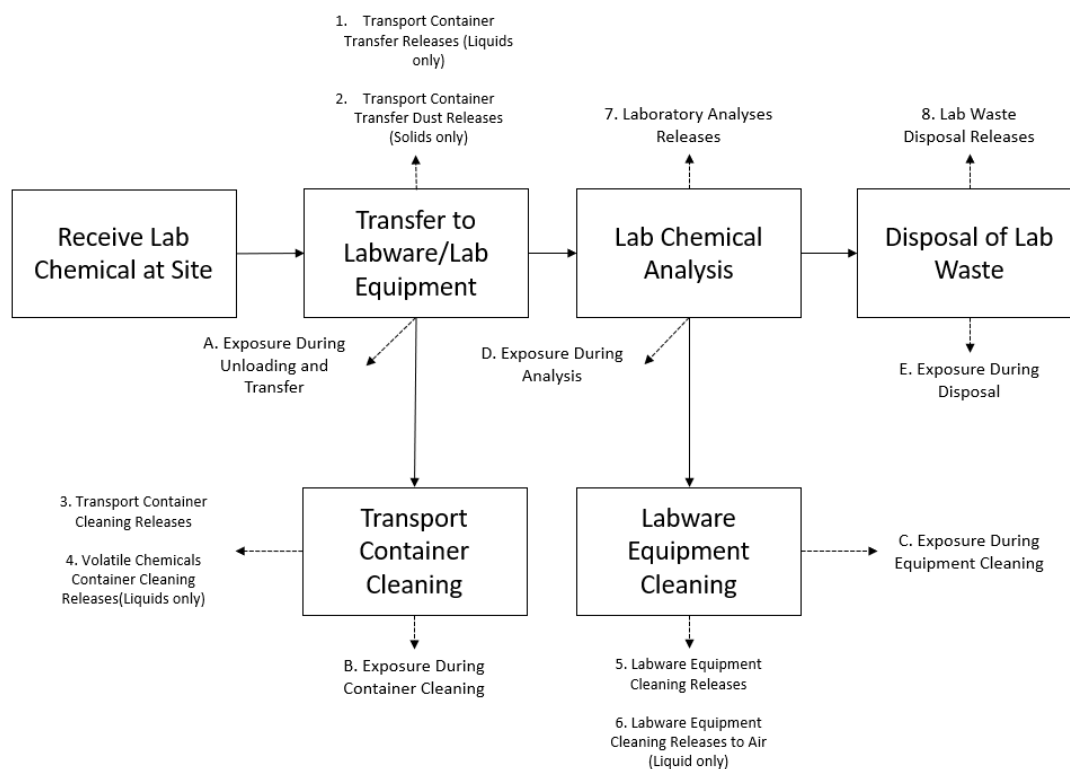 1. Transport Container
Transfer Releases (Liquids
only)
2. Transport Container
Transfer Dust Releases
(Solids only)
7. Laboratory Analyses
Releases
8. Lab Waste
Disposal Releases
Receive Lab
Chemical at Site
Transfer to
Labware/Lab
Equipment
Lab Chemical
Analysis
Disposal of Lab
Waste
A. Exposure During
Unloading and
Transfer
D. Exposure During
Analysis
E. Exposure During
Disposal
3. Transport Container
Cleaning Releases
4. Volatile Chemicals
Container Cleaning
Releases(Liquids only)
Transport
Container
Cleaning
Labware
Equipment
Cleaning
C. Exposure During
Equipment Cleaning
B. Exposure During
Container Cleaning
5. Labware Equipment
Cleaning Releases
6. Labware Equipment
Cleaning Releases to Air
(Liquid only)